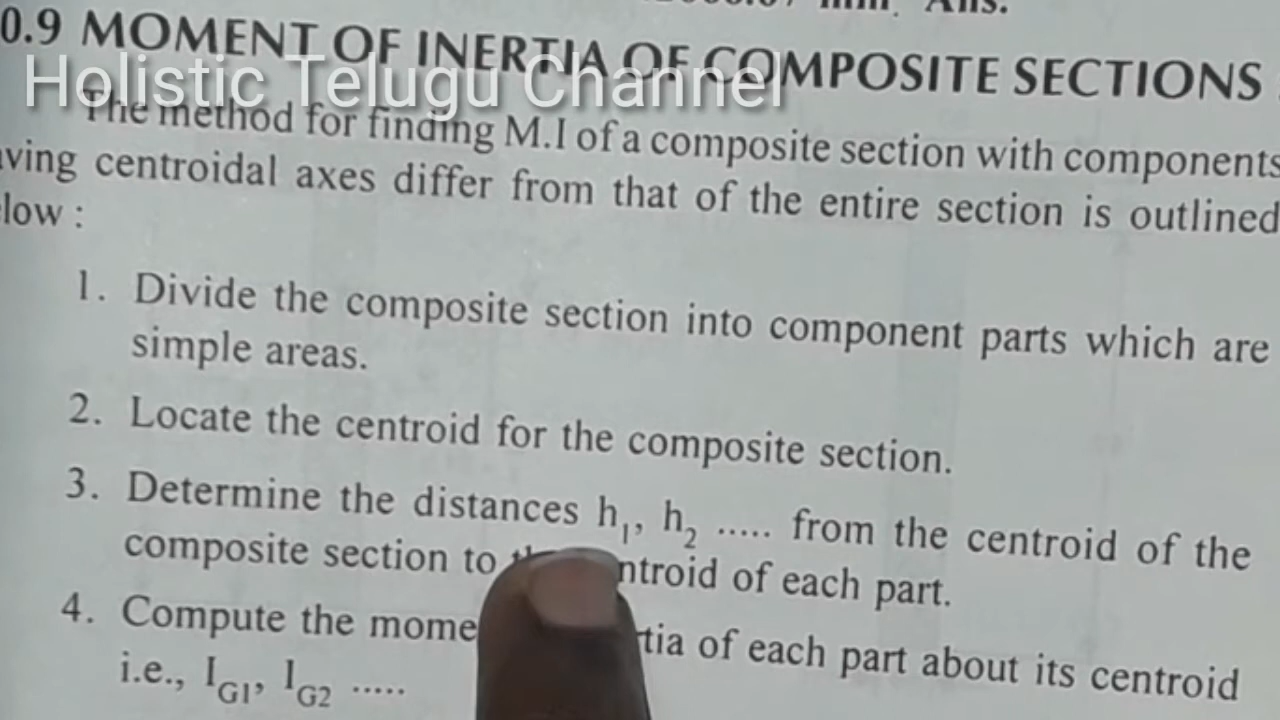 Ans.
0.9 MOMENT OF INERTIA OF COMPOSITE SECTIONS
Holistic Telugu Channel
The method for finding M.I of a composite section with components
ving centroidal axes differ from that of the entire section is outlined
low :
1. Divide the composite section into component parts which are
simple areas.
2. Locate the centroid for the composite section.
3. Determine the distances h₁, h₂ ..... from the centroid of the
composite section to ntroid of each part.
4. Compute the mome tia of each part about its centroid
i.e., I_G1, I_G2 .....